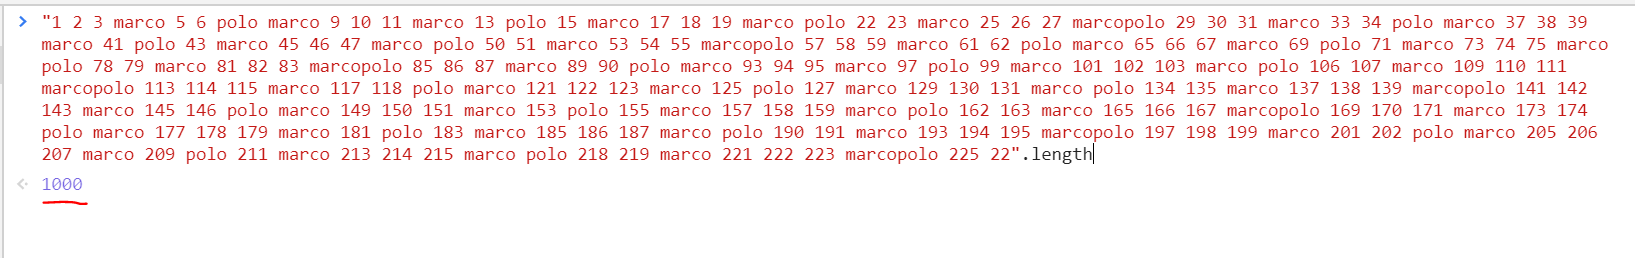 "1 2 3 marco 5 6 polo marco 9 10 11 marco 13 polo 15 marco 17 18 19 marco polo 22 23 marco 25 26 27 marcopolo 29 30 31 marco 33 34 polo marco 37 38 39
marco 41 polo 43 marco 45 46 47 marco polo 50 51 marco 53 54 55 marcopolo 57 58 59 marco 61 62 polo marco 65 66 67 marco 69 polo 71 marco 73 74 75 marco
polo 78 79 marco 81 82 83 marcopolo 85 86 87 marco 89 90 polo marco 93 94 95 marco 97 polo 99 marco 101 102 103 marco polo 106 107 marco 109 110 111
marcopolo 113 114 115 marco 117 118 polo marco 121 122 123 marco 125 polo 127 marco 129 130 131 marco polo 134 135 marco 137 138 139 marcopolo 141 142
143 marco 145 146 polo marco 149 150 151 marco 153 polo 155 marco 157 158 159 marco polo 162 163 marco 165 166 167 marcopolo 169 170 171 marco 173 174
polo marco 177 178 179 marco 181 polo 183 marco 185 186 187 marco polo 190 191 marco 193 194 195 marcopolo 197 198 199 marco 201 202 polo marco 205 206
207 marco 209 polo 211 marco 213 214 215 marco polo 218 219 marco 221 222 223 marcopolo 225 22".length
1000